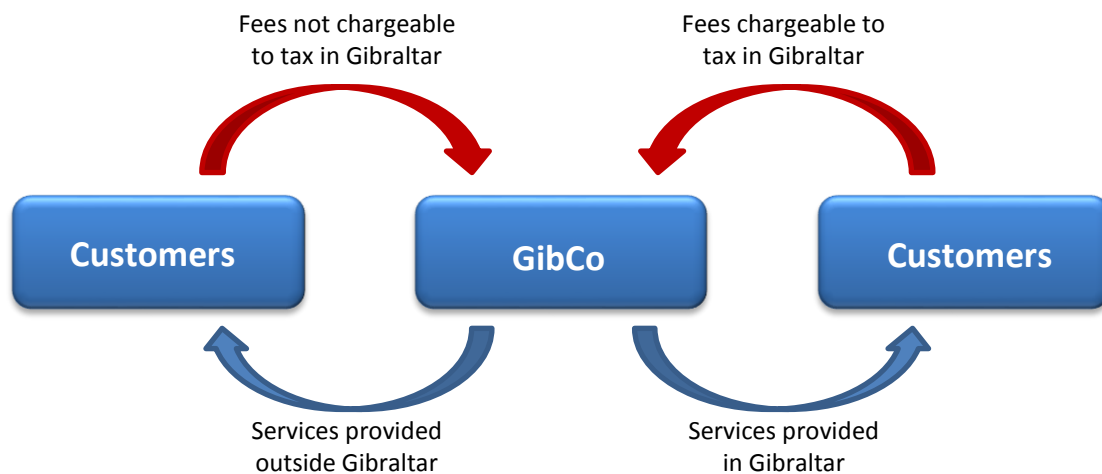 Fees not chargeable
to tax in Gibraltar
Fees chargeable to
tax in Gibraltar
Customers
GibCo
Customers
Services provided
outside Gibraltar
Services provided
in Gibraltar